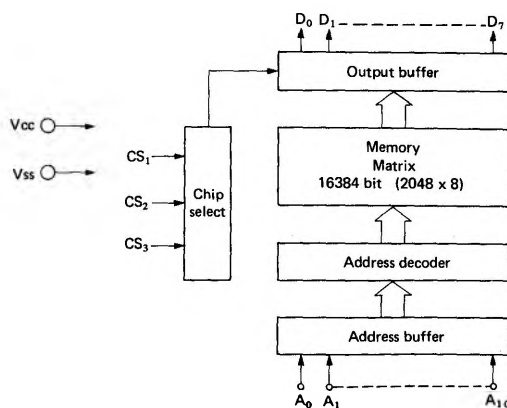 D₀ D₁ D₇
Output buffer
Vcc
Vss
CS₁
CS₂
CS₃
Chip
select
Memory
Matrix
16384 bit (2048 x 8)
Address decoder
Address buffer
A₀ A₁ A₁₀